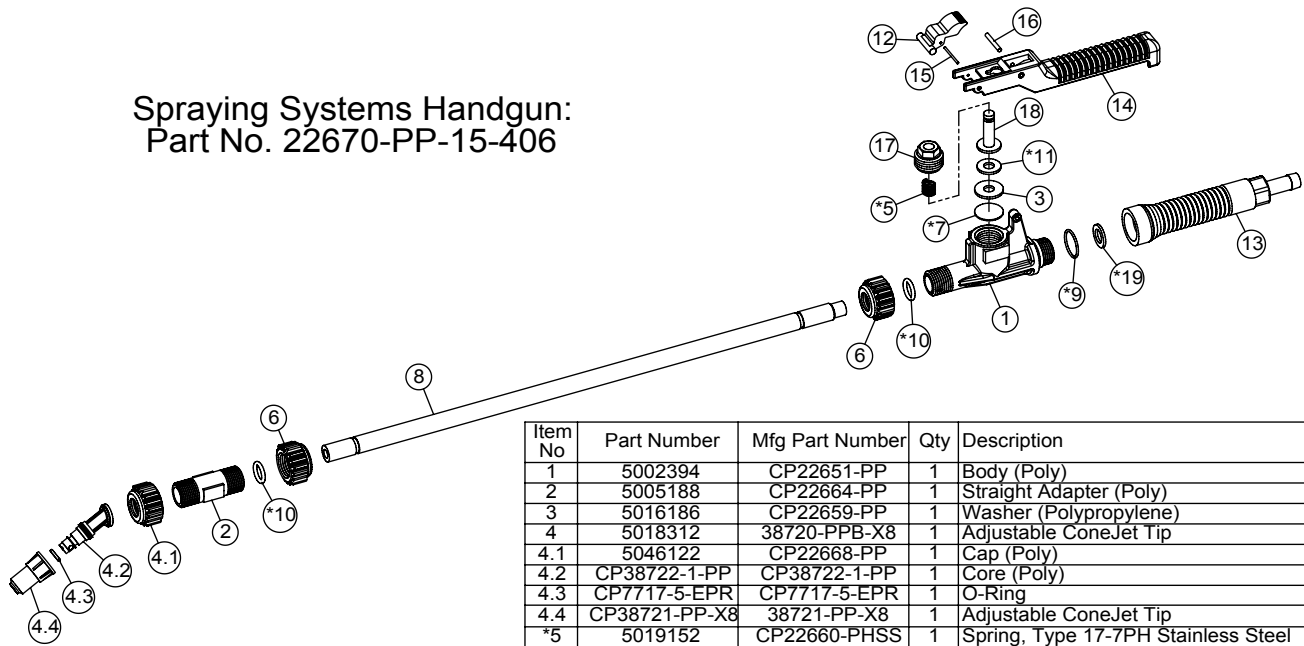 Spraying Systems Handgun:
Part No. 22670-PP-15-406
12
16
15
14
18
17
*11
*5
3
*7
13
*9
*19
1
6
*10
8
6
*10
2
4.1
4.2
4.3
4.4
Item No Part Number Mfg Part Number Qty Description
1 5002394 CP22651-PP 1 Body (Poly)
2 5005188 CP22664-PP 1 Straight Adapter (Poly)
3 5016186 CP22659-PP 1 Washer (Polypropylene)
4 5018312 38720-PPB-X8 1 Adjustable ConeJet Tip
4.1 5046122 CP22668-PP 1 Cap (Poly)
4.2 CP38722-1-PP CP38722-1-PP 1 Core (Poly)
4.3 CP7717-5-EPR CP7717-5-EPR 1 O-Ring
4.4 CP38721-PP-X8 38721-PP-X8 1 Adjustable ConeJet Tip
*5 5019152 CP22660-PHSS 1 Spring, Type 17-7PH Stainless Steel